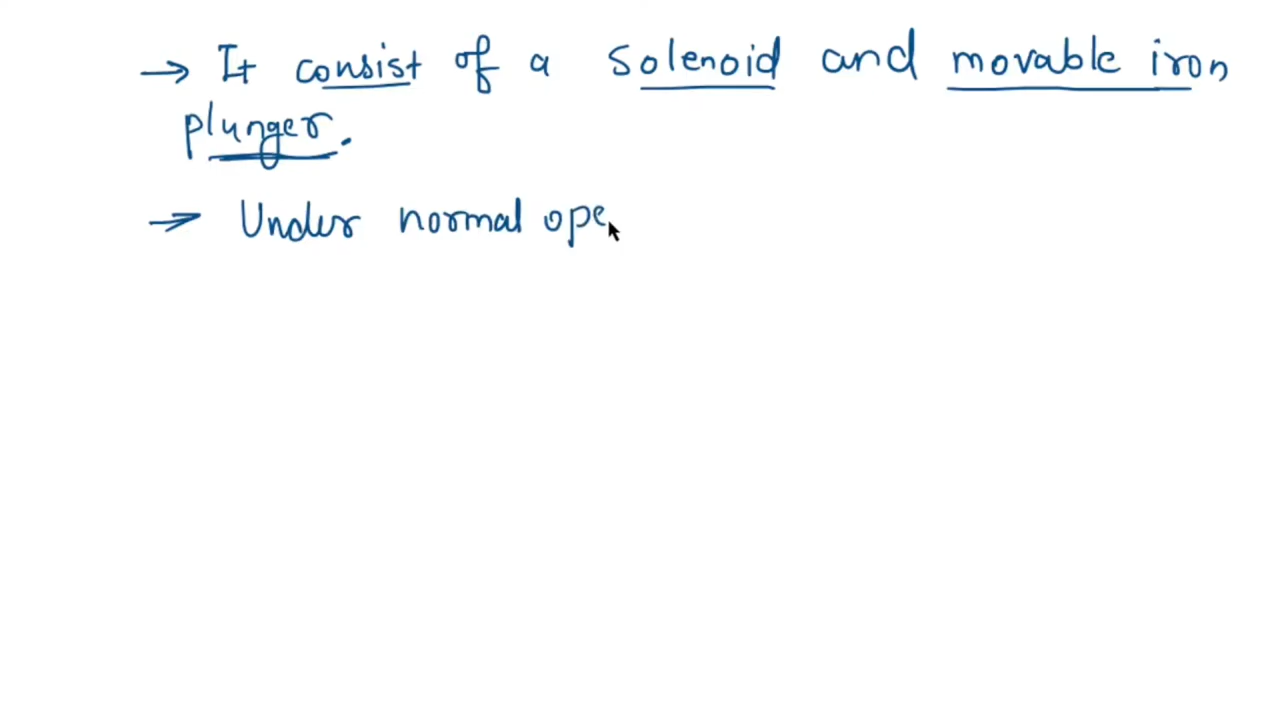 → It consist of a solenoid and movable iron
plunger.
→ Under normal ope